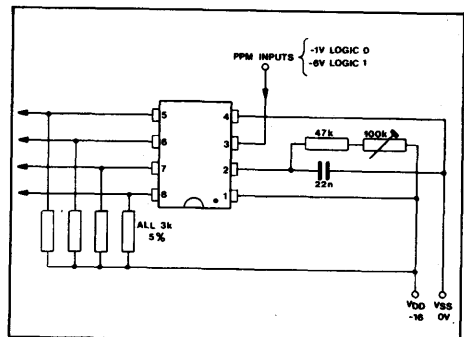 PPM INPUTS
-1V LOGIC 0
-6V LOGIC 1
5
4
6
3
7
2
8
1
47k
100k
22n
ALL 3k
5%
VDD
-16
VSS
0V